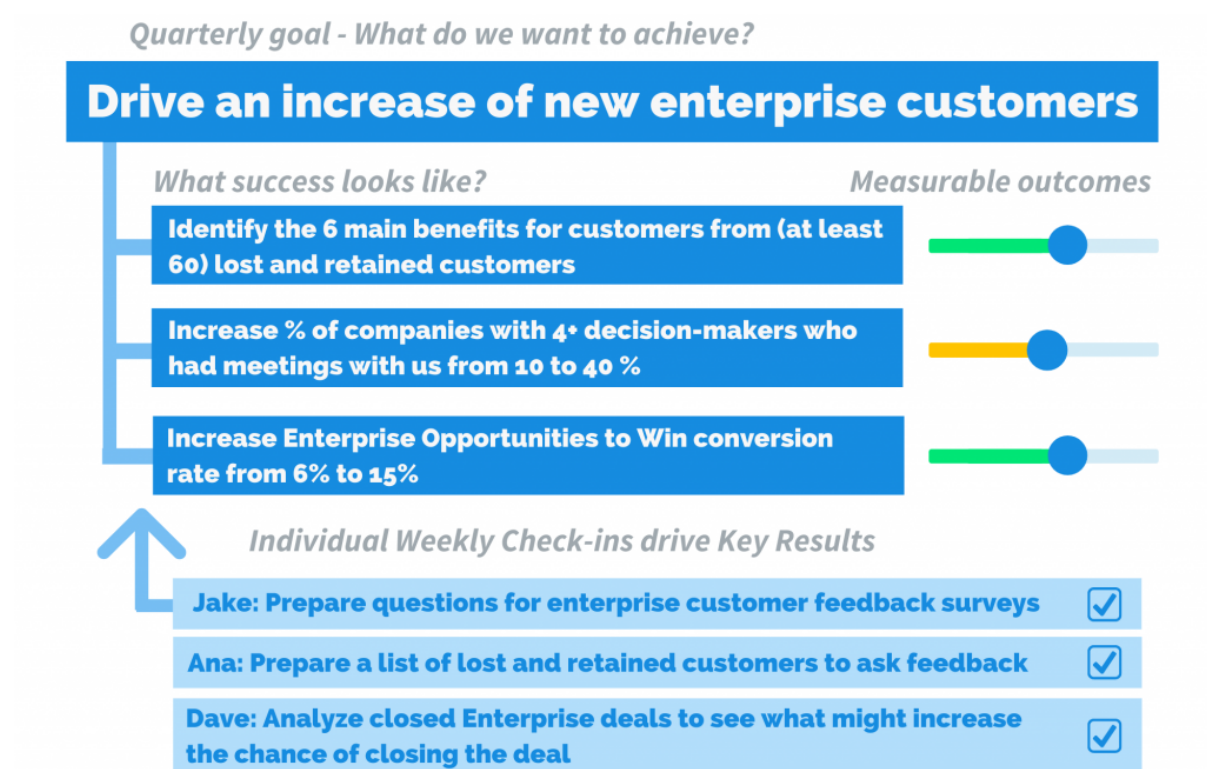 Quarterly goal - What do we want to achieve?
Drive an increase of new enterprise customers
What success looks like?
Measurable outcomes
Identify the 6 main benefits for customers from (at least
60) lost and retained customers
Increase % of companies with 4+ decision-makers who
had meetings with us from 10 to 40 %
Increase Enterprise Opportunities to Win conversion
rate from 6% to 15%
Individual Weekly Check-ins drive Key Results
Jake: Prepare questions for enterprise customer feedback surveys
Ana: Prepare a list of lost and retained customers to ask feedback
Dave: Analyze closed Enterprise deals to see what might increase
the chance of closing the deal